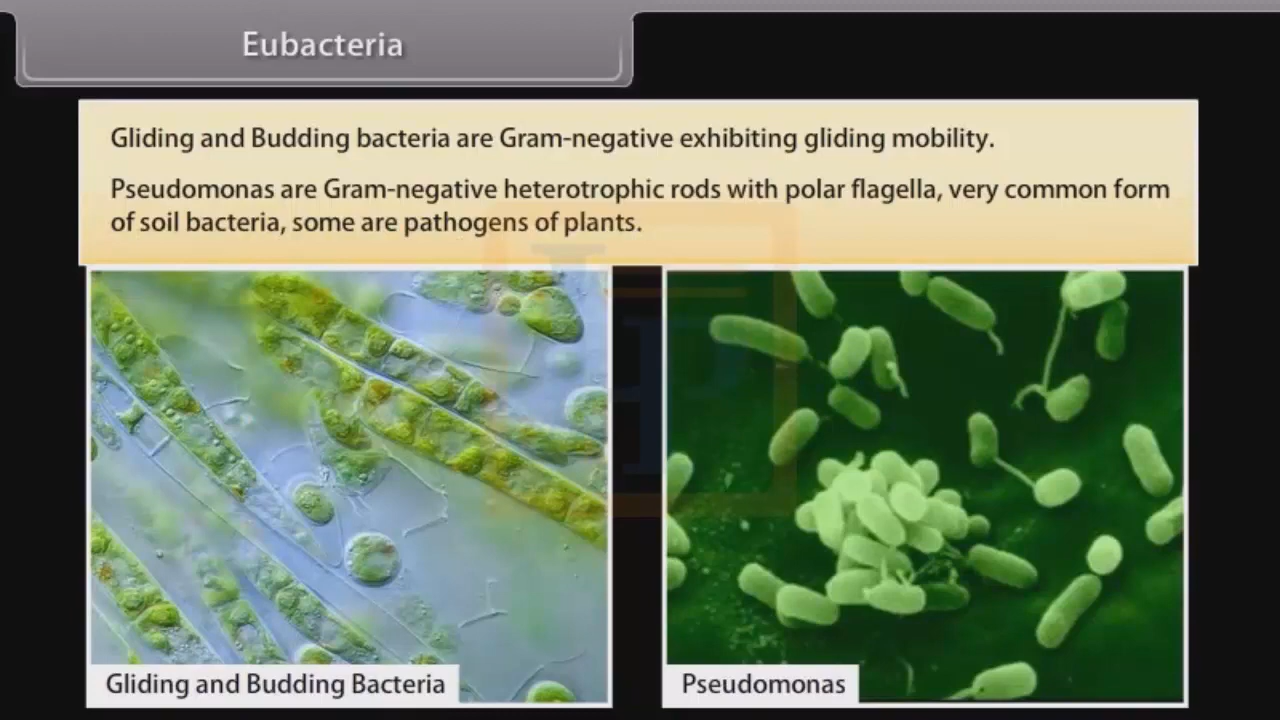 Eubacteria
Gliding and Budding bacteria are Gram-negative exhibiting gliding mobility.
Pseudomonas are Gram-negative heterotrophic rods with polar flagella, very common form
of soil bacteria, some are pathogens of plants.
Gliding and Budding Bacteria
Pseudomonas